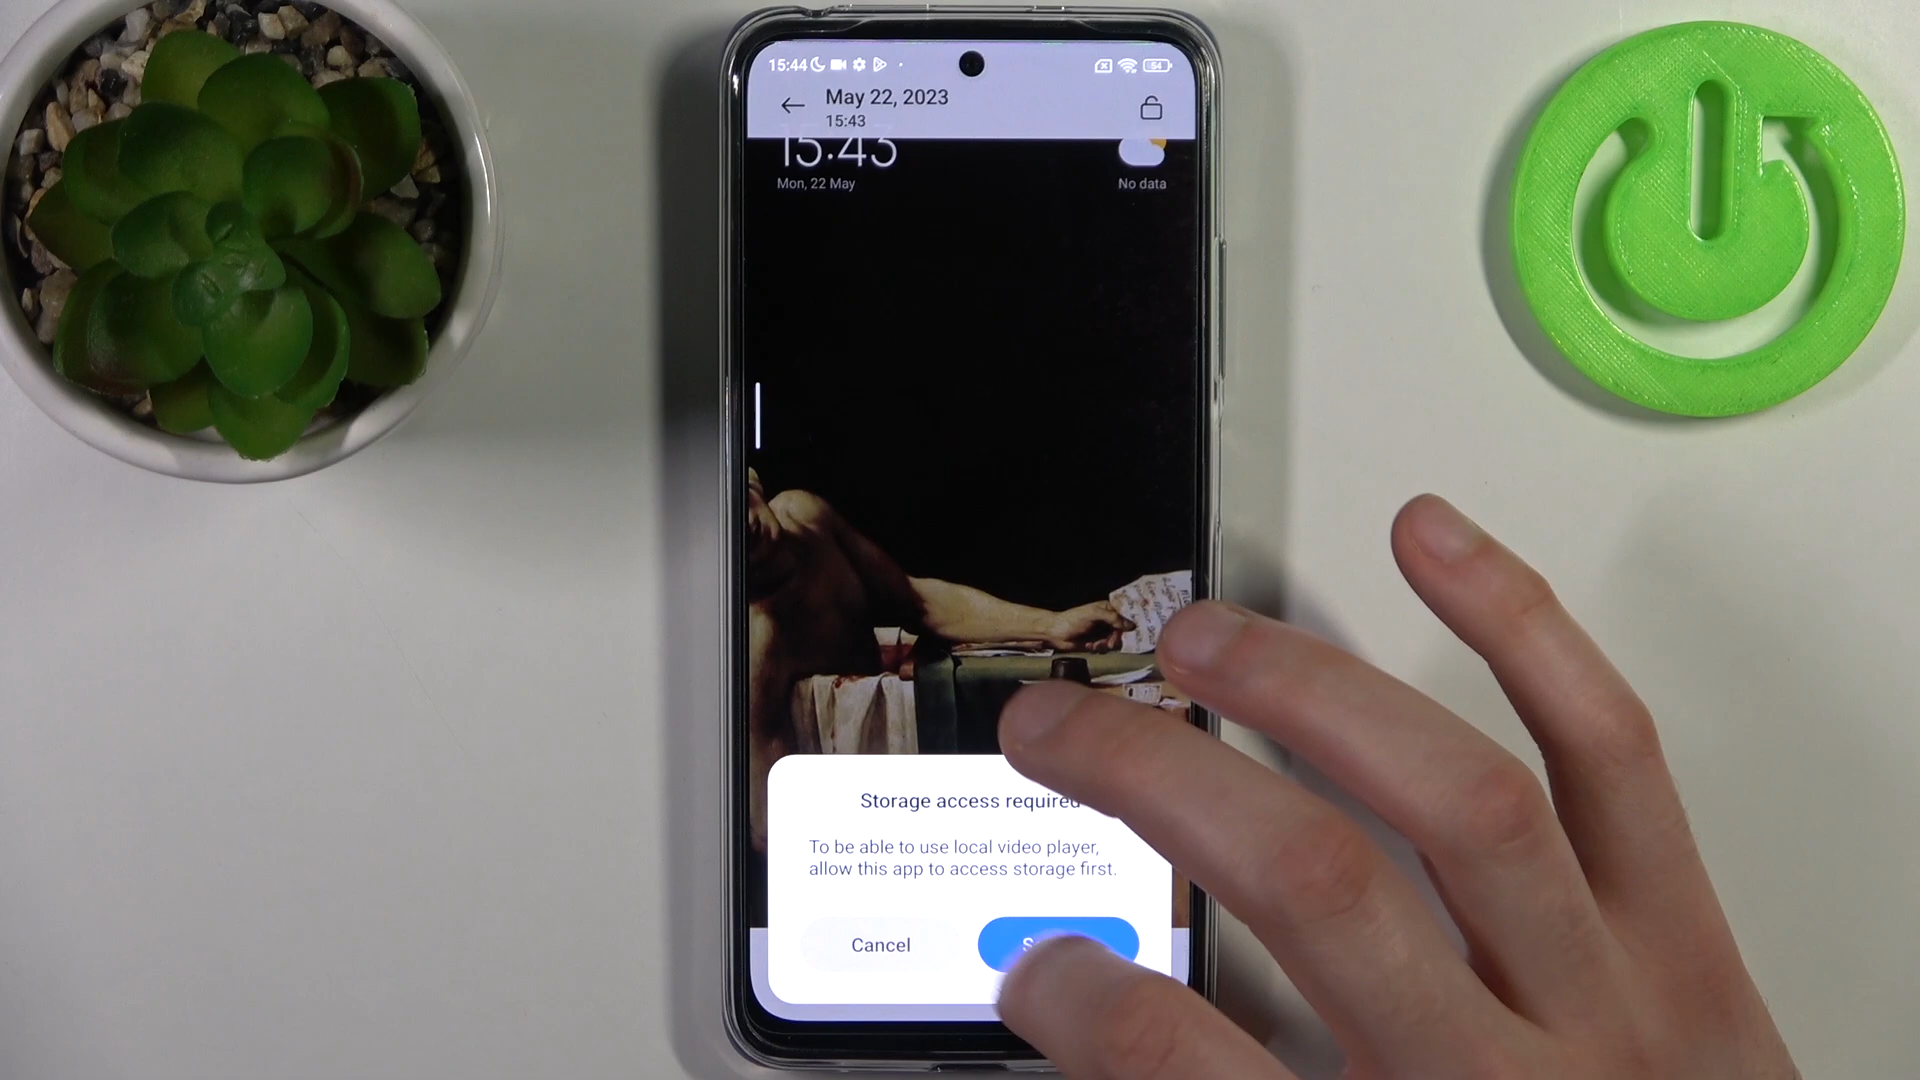 15:44
54
May 22, 2023
15:43
15:43
Mon, 22 May
No data
Storage access required
To be able to use local video player,
allow this app to access storage first.
Cancel